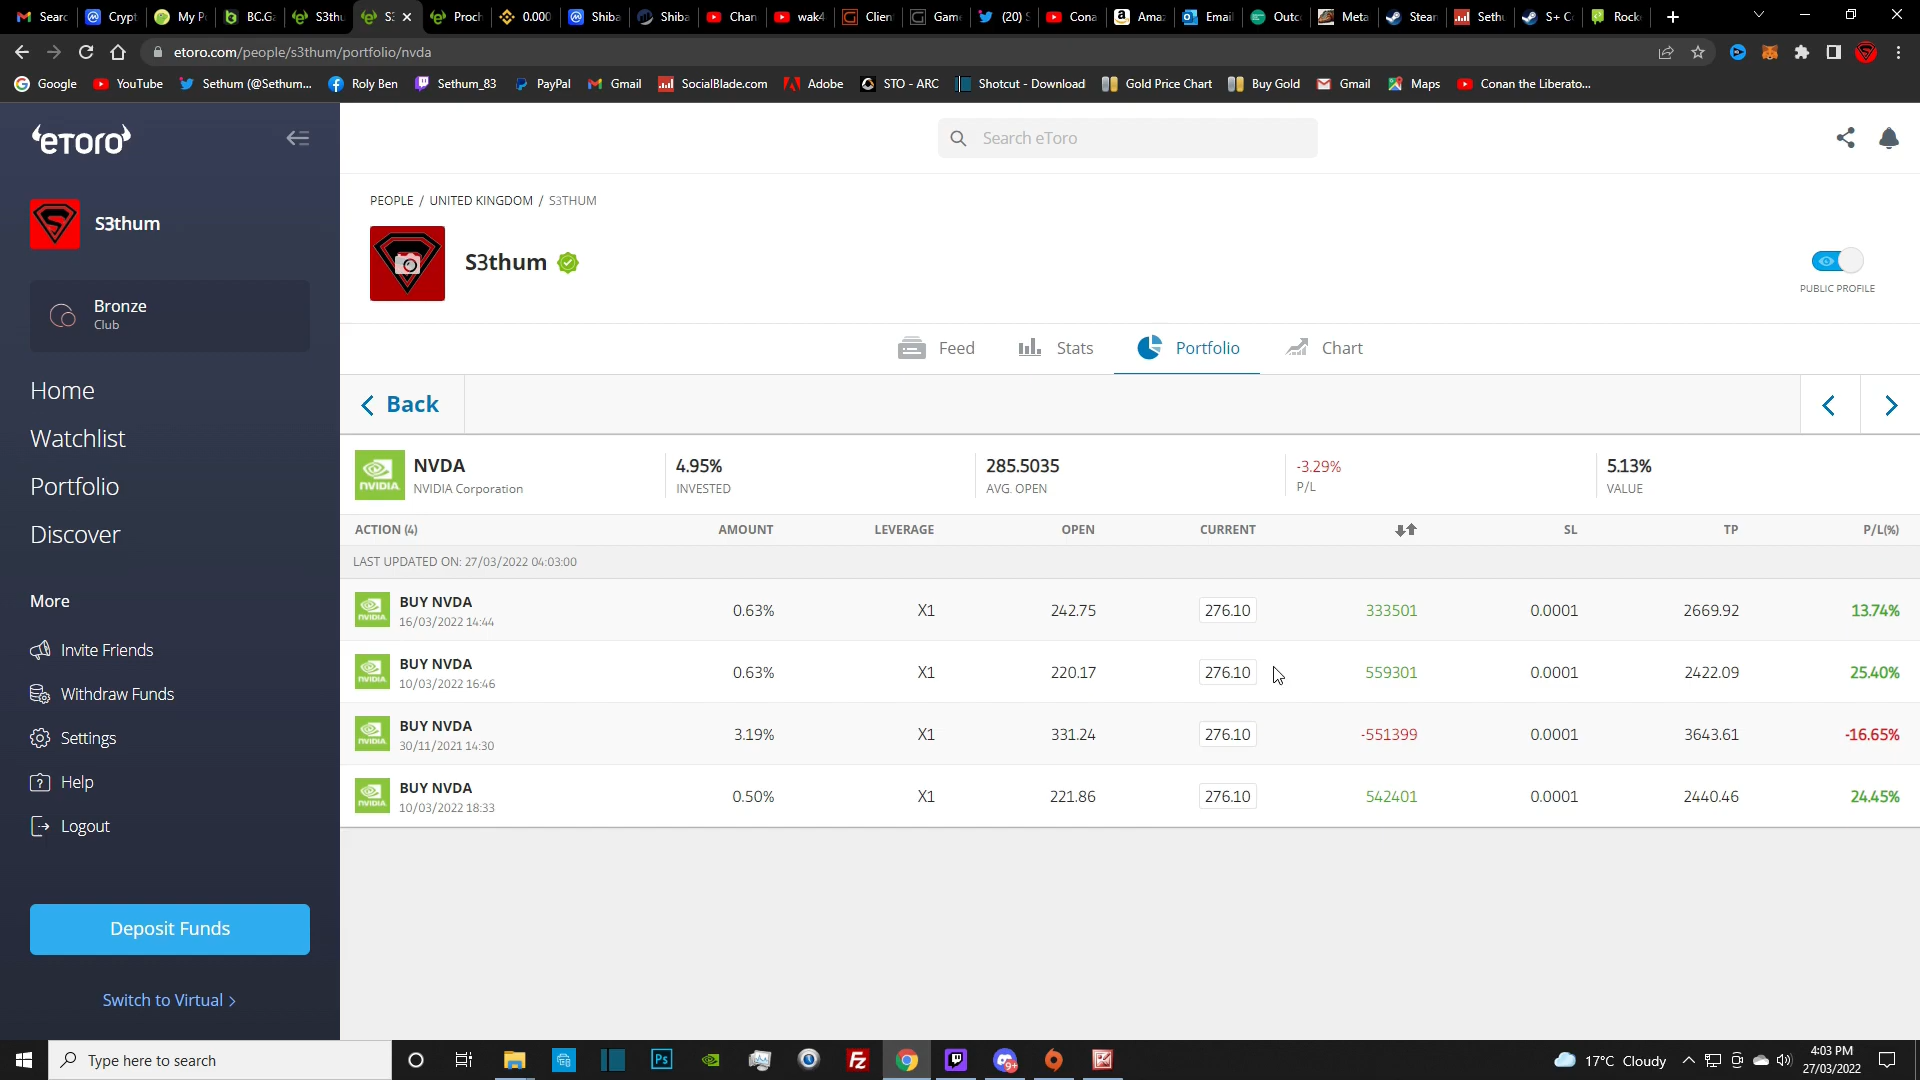 Searc
Crypt
My P
BC.G
S3thu
S3
Proch
0.000
Shiba
Shiba
Chan
wak4
Clien
Game
(20) S
Cona
Amaz
Email
Outc
Meta
Stean
Sethu
S+ C
Rock
etoro.com/people/s3thum/portfolio/nvda
Google
YouTube
Sethum (@Sethum...
Roly Ben
Sethum_83
PayPal
Gmail
SocialBlade.com
Adobe
STO - ARC
Shotcut - Download
Gold Price Chart
Buy Gold
Gmail
Maps
Conan the Liberato...
eToro
S3thum
Bronze
Club
Home
Watchlist
Portfolio
Discover
More
Invite Friends
Withdraw Funds
Settings
Help
Logout
Deposit Funds
Switch to Virtual >
Search eToro
PEOPLE / UNITED KINGDOM / S3THUM
S3thum
PUBLIC PROFILE
Feed
Stats
Portfolio
Chart
Back
NVIDIA
NVDA
NVIDIA Corporation
4.95%
INVESTED
285.5035
AVG. OPEN
-3.29%
P/L
5.13%
VALUE
ACTION (4) AMOUNT LEVERAGE OPEN CURRENT SL TP P/L(%)
LAST UPDATED ON: 27/03/2022 04:03:00
BUY NVDA
16/03/2022 14:44
0.63% X1 242.75 276.10 333501 0.0001 2669.92 13.74%
BUY NVDA
10/03/2022 16:46
0.63% X1 220.17 276.10 559301 0.0001 2422.09 25.40%
BUY NVDA
30/11/2021 14:30
3.19% X1 331.24 276.10 -551399 0.0001 3643.61 -16.65%
BUY NVDA
10/03/2022 18:33
0.50% X1 221.86 276.10 542401 0.0001 2440.46 24.45%
Type here to search
17°C Cloudy
4:03 PM
27/03/2022